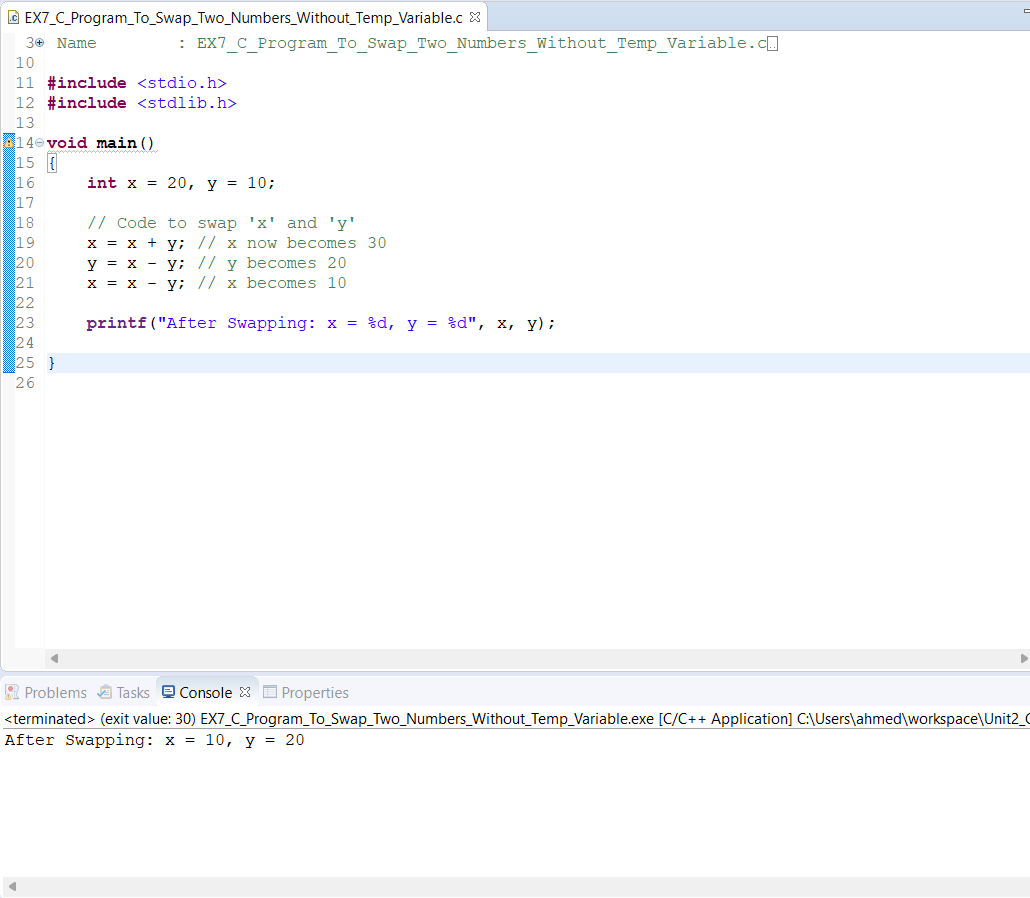 EX7_C_Program_To_Swap_Two_Numbers_Without_Temp_Variable.c
3 Name : EX7_C_Program_To_Swap_Two_Numbers_Without_Temp_Variable.c
10
11 #include <stdio.h>
12 #include <stdlib.h>
13
14 void main()
15 {
16 int x = 20, y = 10;
17
18 // Code to swap 'x' and 'y'
19 x = x + y; // x now becomes 30
20 y = x - y; // y becomes 20
21 x = x - y; // x becomes 10
22
23 printf("After Swapping: x = %d, y = %d", x, y);
24
25 }
26
Problems Tasks Console Properties
<terminated> (exit value: 30) EX7_C_Program_To_Swap_Two_Numbers_Without_Temp_Variable.exe [C/C++ Application] C:\Users\ahmed\workspace\Unit2_
After Swapping: x = 10, y = 20